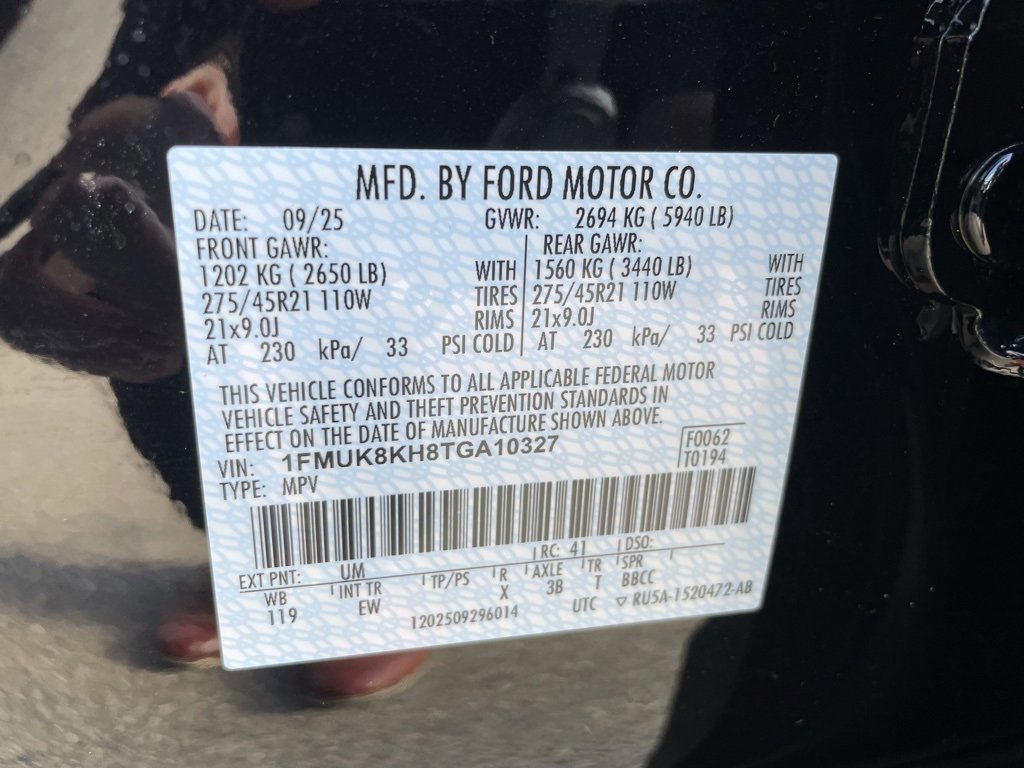 MFD. BY FORD MOTOR CO.
DATE: 09/25 GVWR: 2694 KG ( 5940 LB)
FRONT GAWR: REAR GAWR:
1202 KG ( 2650 LB) WITH 1560 KG ( 3440 LB) WITH
275/45R21 110W TIRES 275/45R21 110W TIRES
21x9.0J RIMS 21x9.0J RIMS
AT 230 kPa/ 33 PSI COLD AT 230 kPa/ 33 PSI COLD
THIS VEHICLE CONFORMS TO ALL APPLICABLE FEDERAL MOTOR
VEHICLE SAFETY AND THEFT PREVENTION STANDARDS IN
EFFECT ON THE DATE OF MANUFACTURE SHOWN ABOVE.
VIN: 1FMUK8KH8TGA10327 F0062
TYPE: MPV T0194
EXT PNT: UM RC: 41 DSO:
WB INT TR TP/PS R AXLE TR SPR
119 EW X 3B T BBCC
1202509296014 UTC ▽ RU5A-1520472-AB